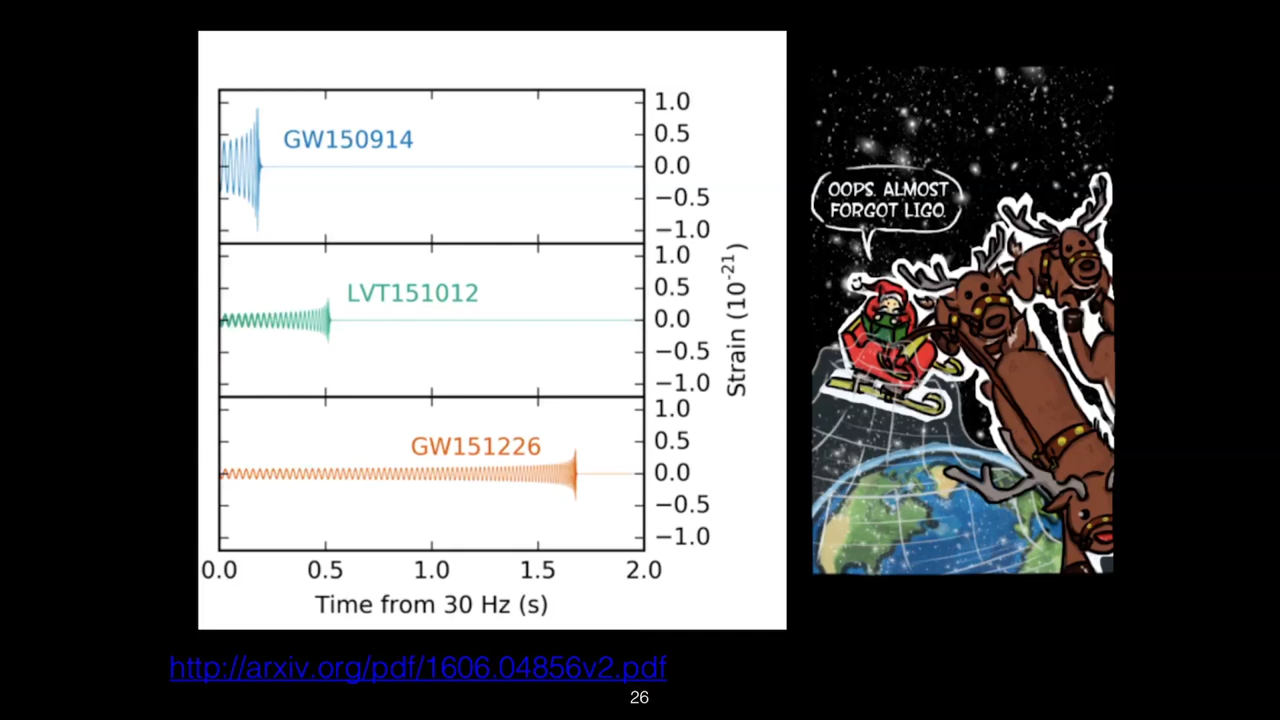 GW150914
1.0
0.5
0.0
−0.5
−1.0
LVT151012
1.0
0.5
0.0
−0.5
−1.0
GW151226
1.0
0.5
0.0
−0.5
−1.0
Strain (10⁻²¹)
0.0 0.5 1.0 1.5 2.0
Time from 30 Hz (s)
OOPS. ALMOST
FORGOT LIGO.
http://arxiv.org/pdf/1606.04856v2.pdf
26